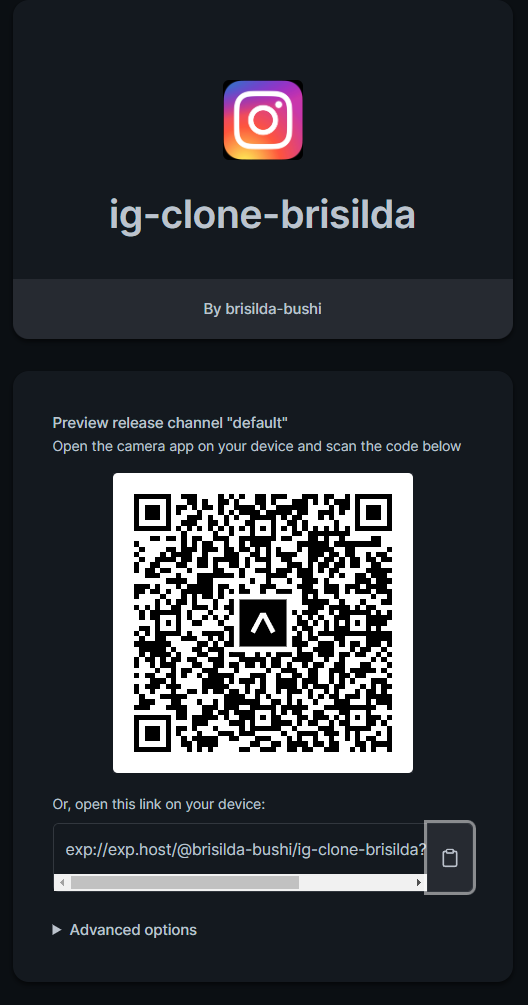 ig-clone-brisilda
By brisilda-bushi
Preview release channel "default"
Open the camera app on your device and scan the code below
Or, open this link on your device:
exp://exp.host/@brisilda-bushi/ig-clone-brisilda?
Advanced options